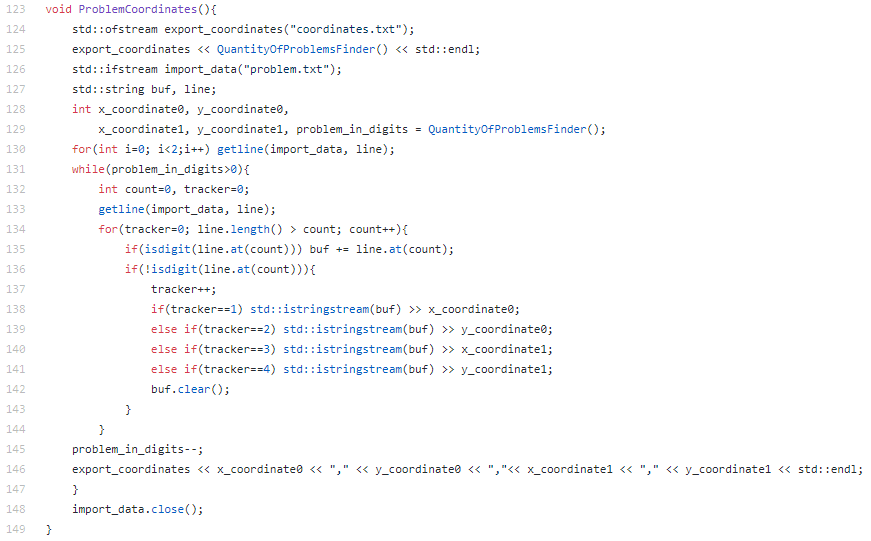 123 void ProblemCoordinates(){
124     std::ofstream export_coordinates("coordinates.txt");
125     export_coordinates << QuantityOfProblemsFinder() << std::endl;
126     std::ifstream import_data("problem.txt");
127     std::string buf, line;
128     int x_coordinate0, y_coordinate0,
129         x_coordinate1, y_coordinate1, problem_in_digits = QuantityOfProblemsFinder();
130     for(int i=0; i<2;i++) getline(import_data, line);
131     while(problem_in_digits>0){
132         int count=0, tracker=0;
133         getline(import_data, line);
134         for(tracker=0; line.length() > count; count++){
135             if(isdigit(line.at(count))) buf += line.at(count);
136             if(!isdigit(line.at(count))){
137                 tracker++;
138                 if(tracker==1) std::istringstream(buf) >> x_coordinate0;
139                 else if(tracker==2) std::istringstream(buf) >> y_coordinate0;
140                 else if(tracker==3) std::istringstream(buf) >> x_coordinate1;
141                 else if(tracker==4) std::istringstream(buf) >> y_coordinate1;
142                 buf.clear();
143             }
144         }
145     problem_in_digits--;
146     export_coordinates << x_coordinate0 << "," << y_coordinate0 << ","<< x_coordinate1 << "," << y_coordinate1 << std::endl;
147     }
148     import_data.close();
149 }